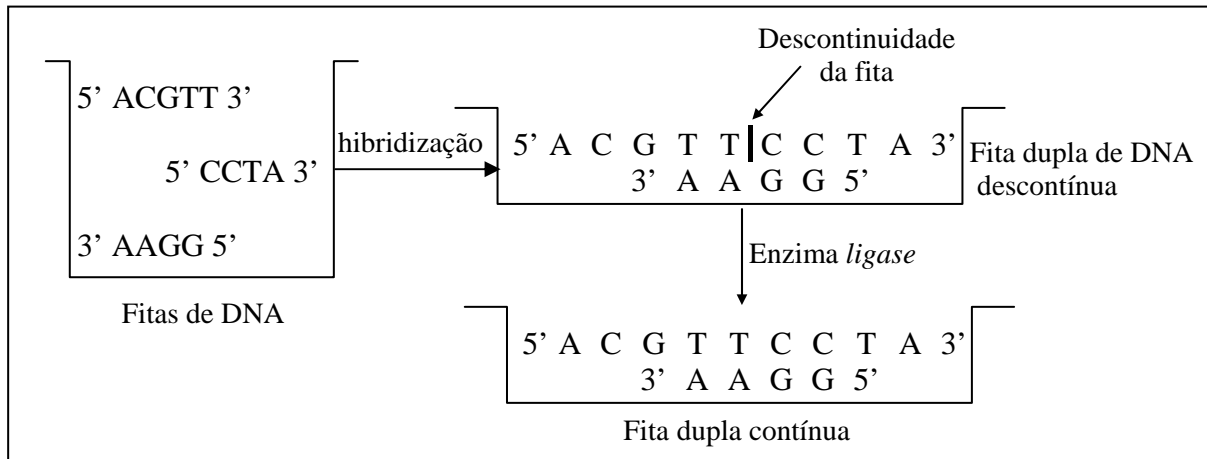 Descontinuidade
da fita
5’ ACGTT 3’
hibridização
5’ A C G T T C C T A 3’
5’ CCTA 3’
3’ A A G G 5’
Fita dupla de DNA
descontínua
3’ AAGG 5’
Enzima ligase
Fitas de DNA
5’ A C G T T C C T A 3’
3’ A A G G 5’
Fita dupla contínua